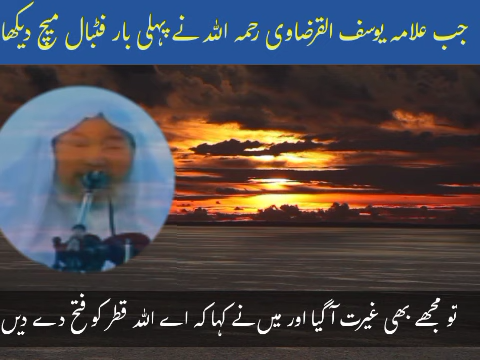 جب علامہ یوسف القرضاوی رحمہ اللہ نے پہلی بار فٹبال میچ دیکھا
تو مجھے بھی غیرت آگیا اور میں نے کہا کہ اے اللہ قطر کو فتح دے دیں